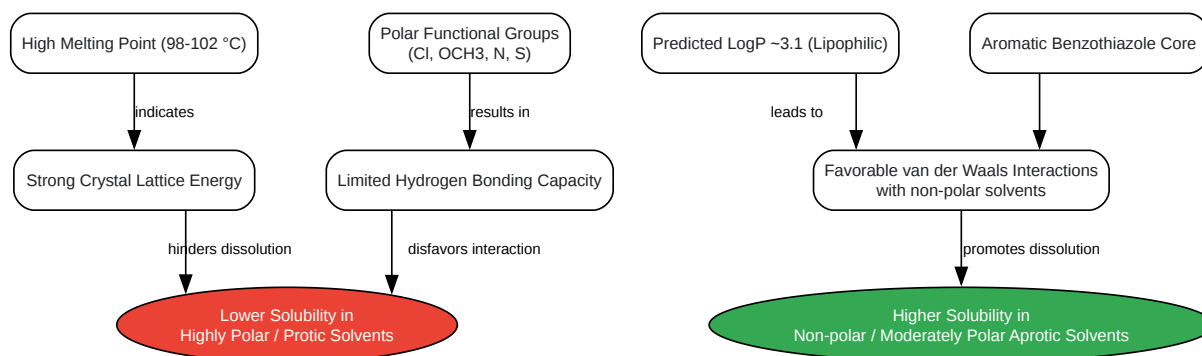 High Melting Point (98-102 °C)
Polar Functional Groups
(Cl, OCH3, N, S)
Predicted LogP ~3.1 (Lipophilic)
Aromatic Benzothiazole Core
indicates
results in
leads to
Strong Crystal Lattice Energy
Limited Hydrogen Bonding Capacity
Favorable van der Waals Interactions
with non-polar solvents
hinders dissolution
disfavors interaction
promotes dissolution
Lower Solubility in
Highly Polar / Protic Solvents
Higher Solubility in
Non-polar / Moderately Polar Aprotic Solvents